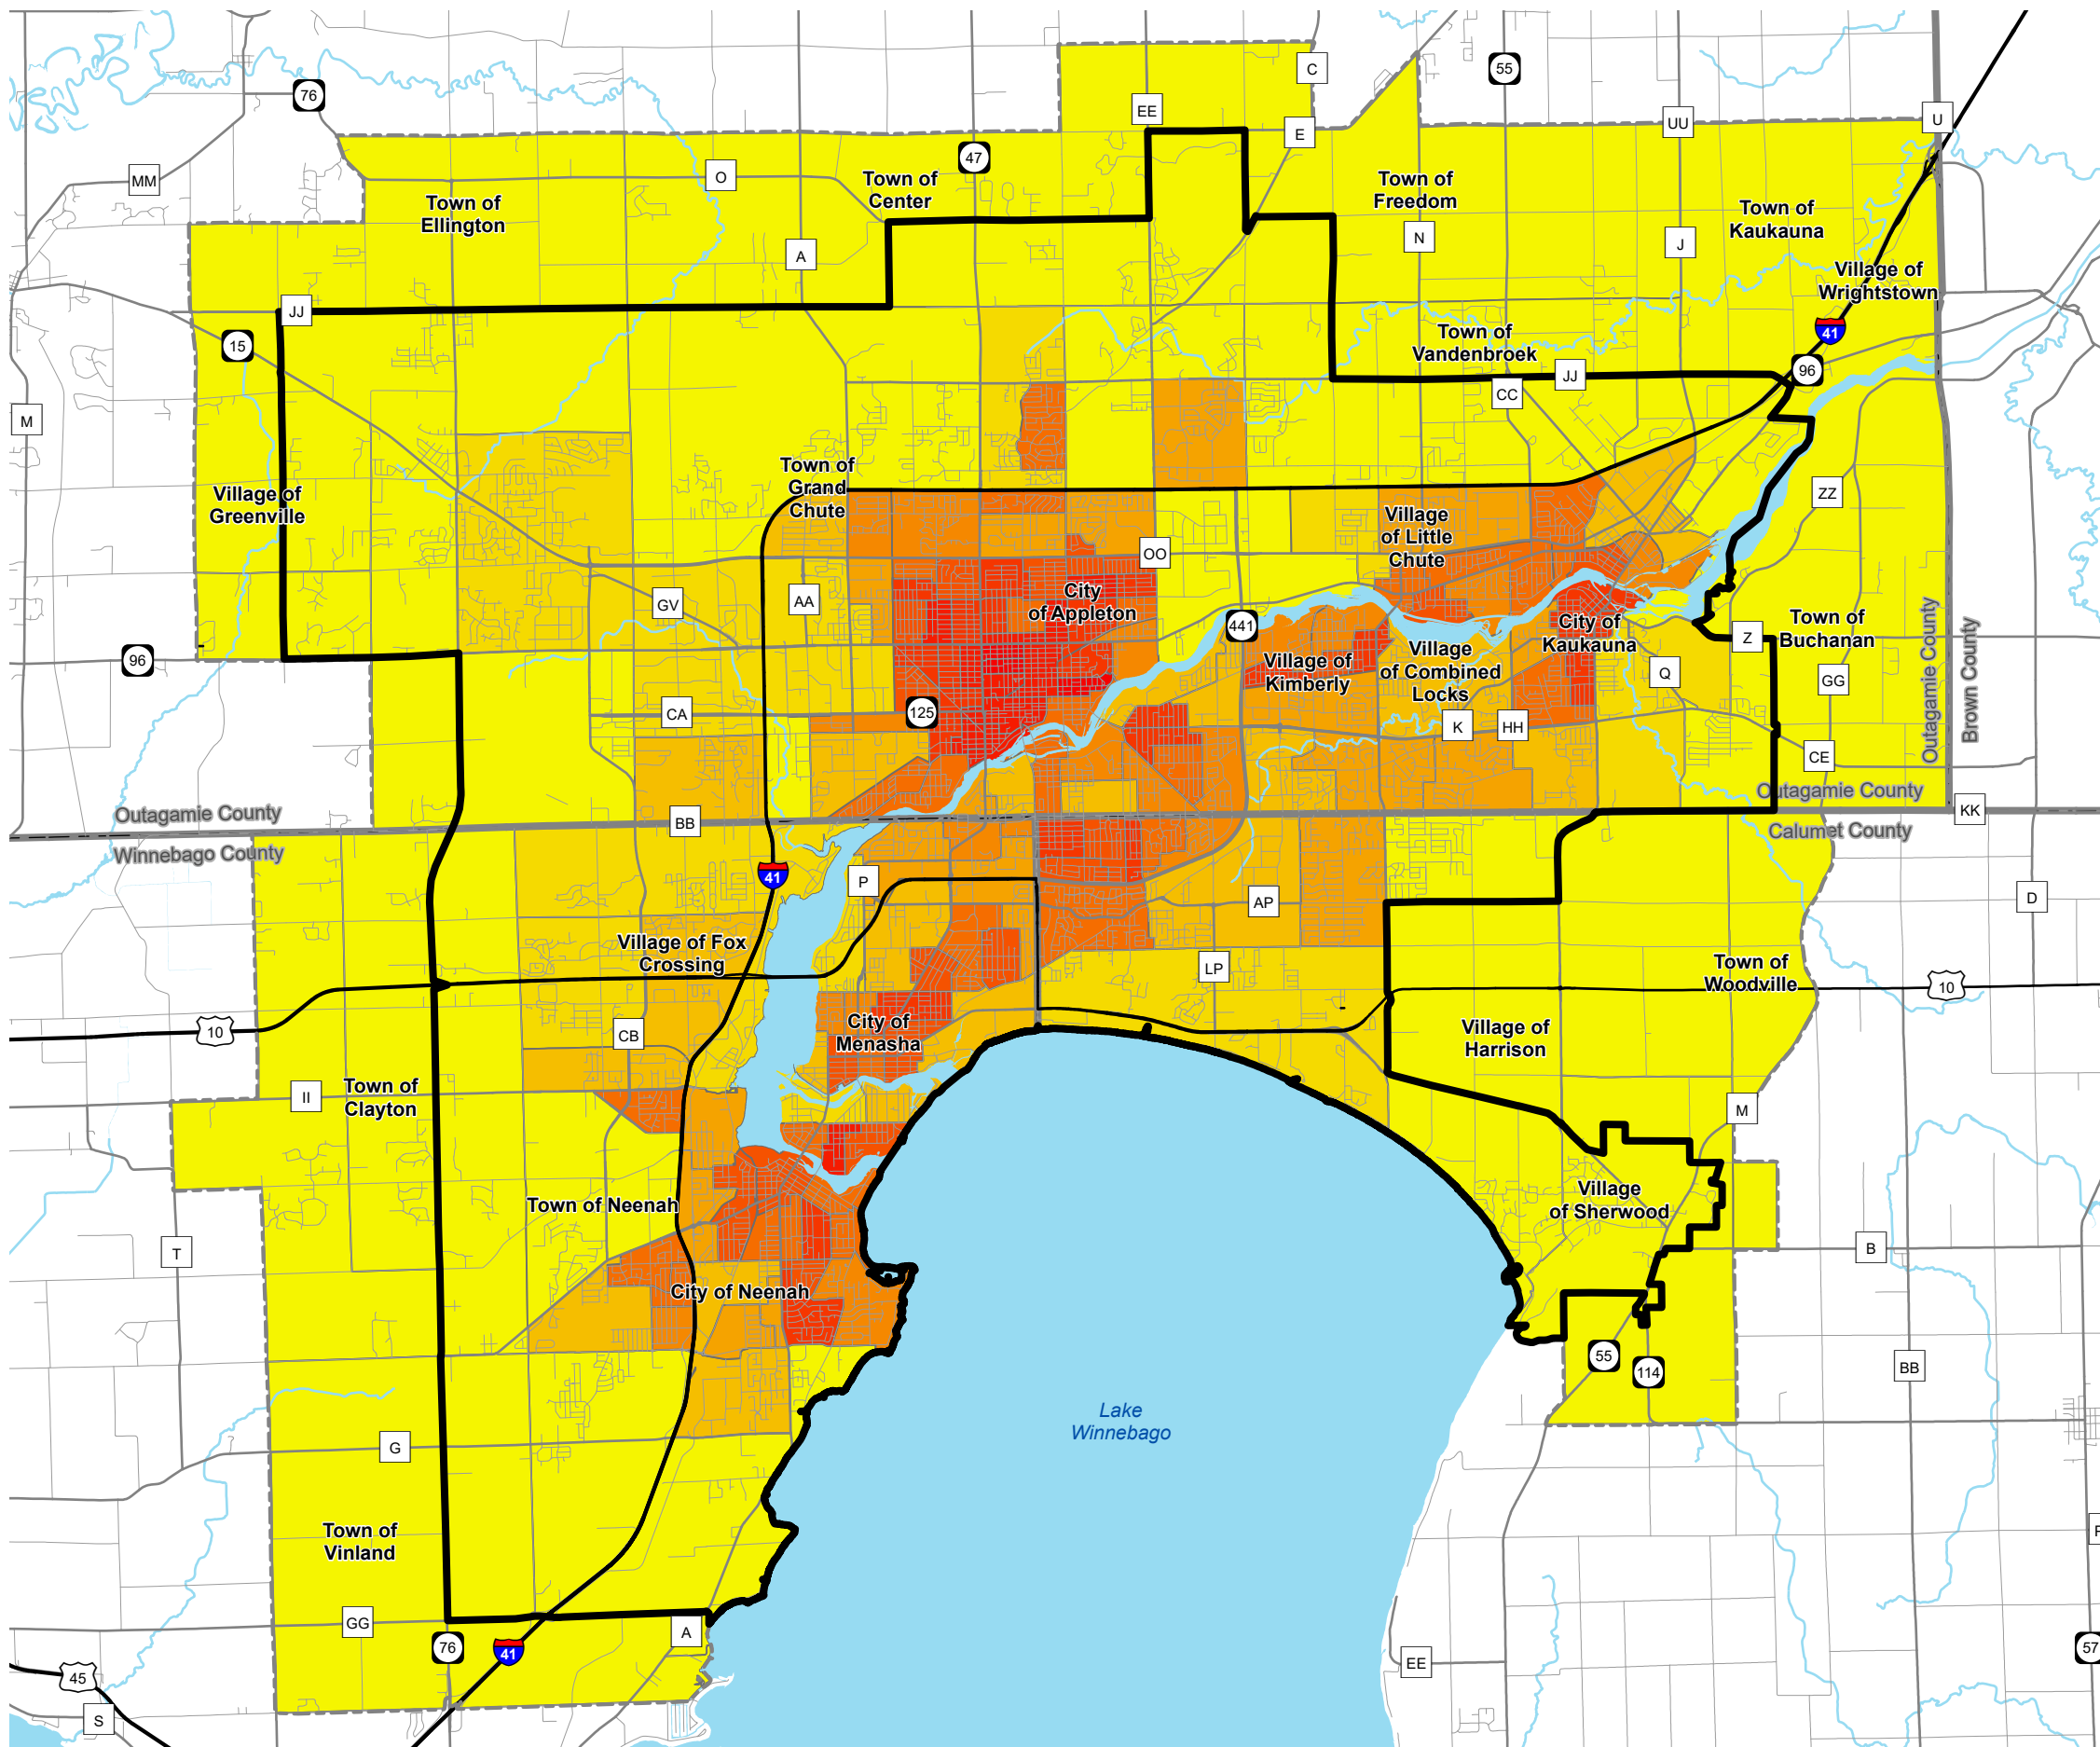 C
55
76
EE
UU
U
E
47
MM
O
Town of
Center
Town of
Freedom
Town of
Ellington
Town of
Kaukauna
N
J
A
Village of
Wrightstown
JJ
41
15
Town of
Vandenbroek
96
JJ
CC
M
Town of
Grand
Chute
Village of
Greenville
ZZ
Village
of Little
Chute
OO
AA
GV
City
of Appleton
441
City of
Kaukauna
Town of
Buchanan
Z
96
Village of
Kimberly
Village
of Combined
Locks
Q
GG
Outagamie County
Brown County
CA
125
K
HH
CE
Outagamie County
Outagamie County
KK
BB
Winnebago County
Calumet County
41
P
AP
D
Village of Fox
Crossing
LP
Town of
Woodville
10
10
CB
City of
Menasha
Village of
Harrison
II
Town of
Clayton
M
Town of Neenah
Village
of Sherwood
T
B
City of Neenah
55
114
BB
Lake
Winnebago
G
Town of
Vinland
GG
A
76
41
EE
57
45
S